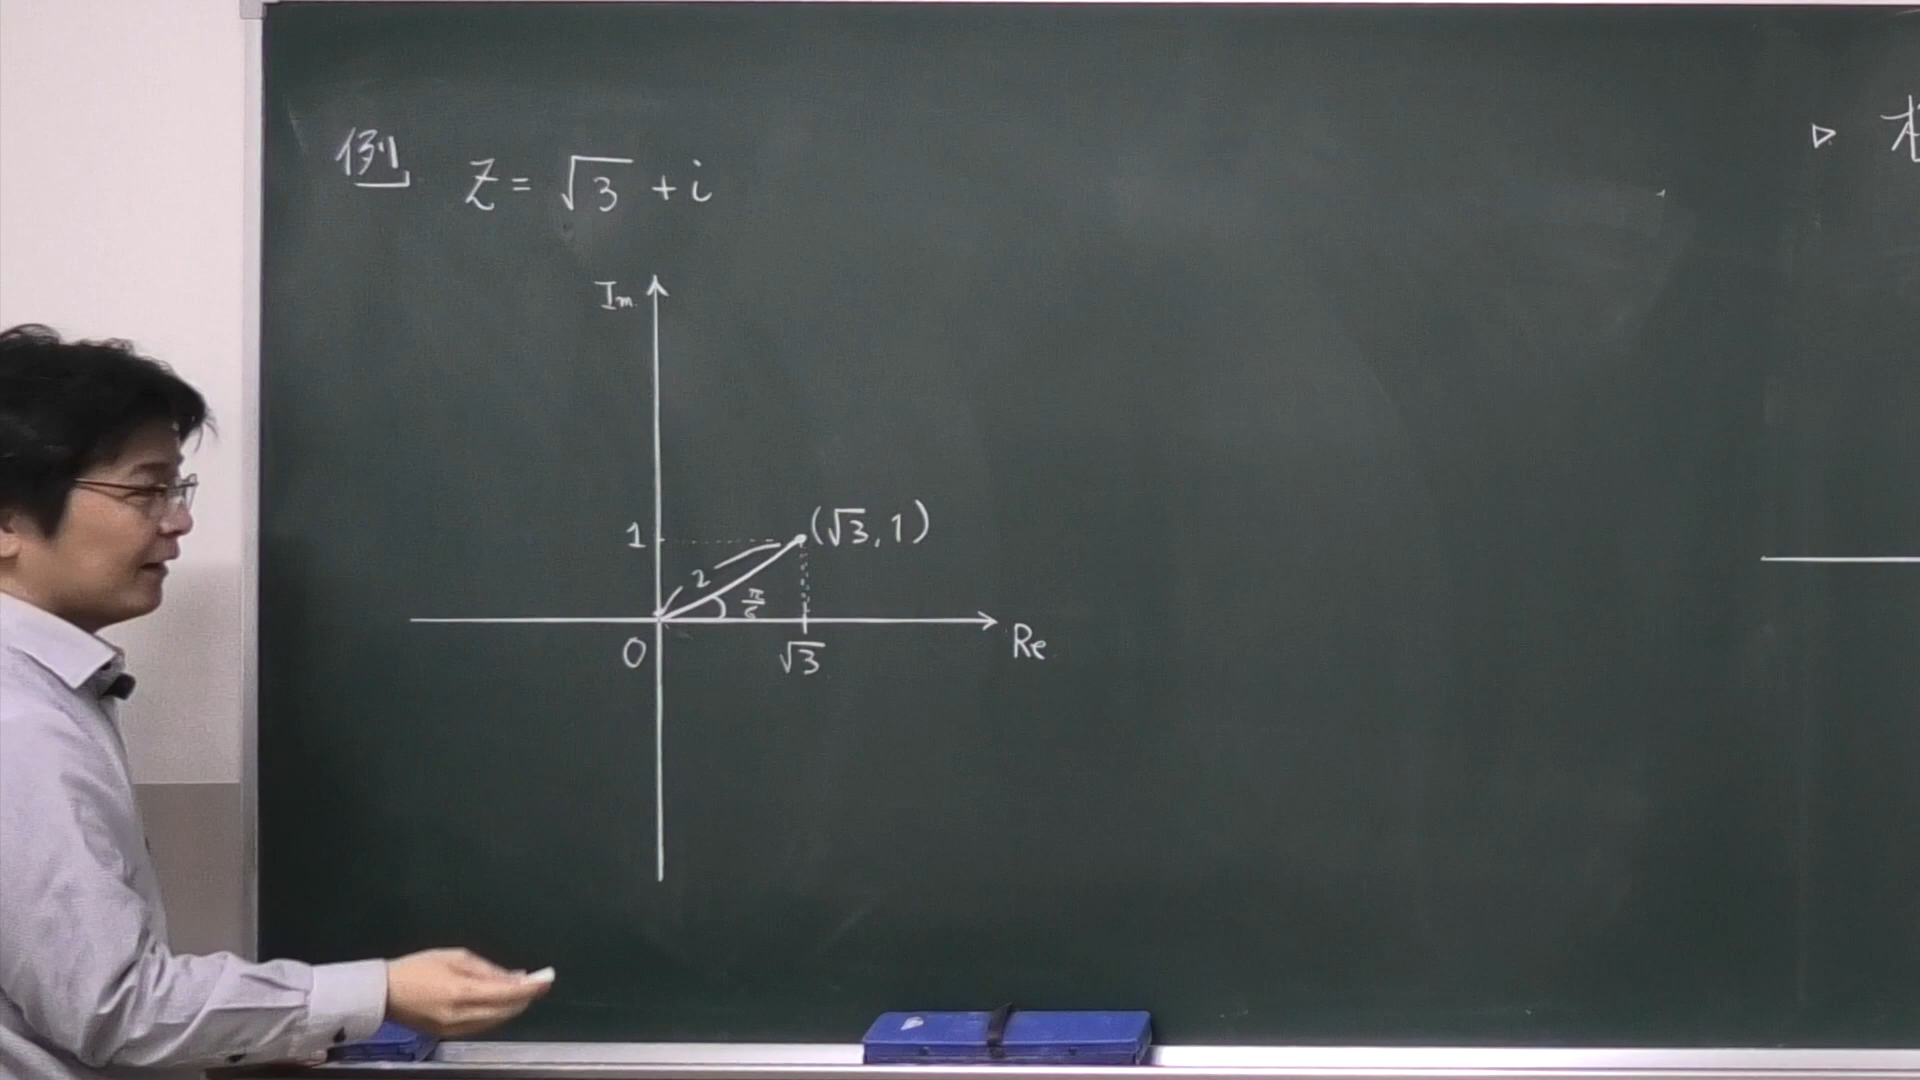 例 Z = √3 + i
Im
1
(√3, 1)
2
π/6
0
√3
Re
▷